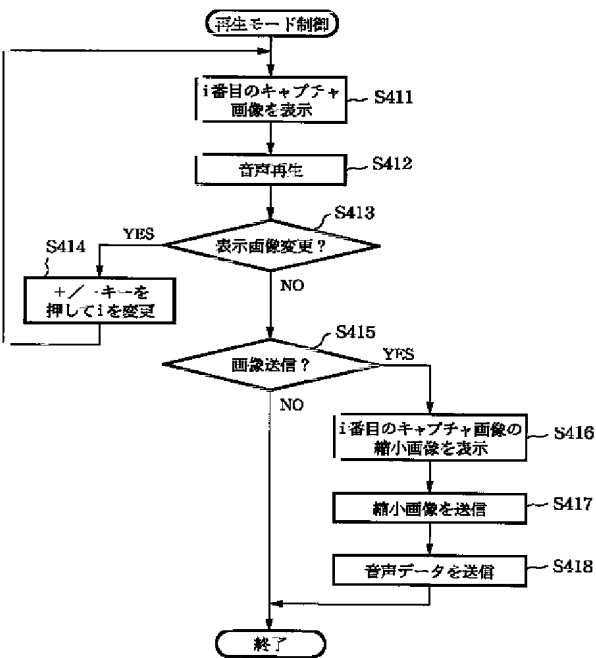 再生モード制御
i番目のキャプチャ
画像を表示
S411
音声再生
S412
S413
表示画像変更？
YES
NO
S414
＋／－キーを
押してiを変更
S415
画像送信？
YES
NO
i番目のキャプチャ画像の
縮小画像を表示
S416
縮小画像を送信
S417
音声データを送信
S418
終了